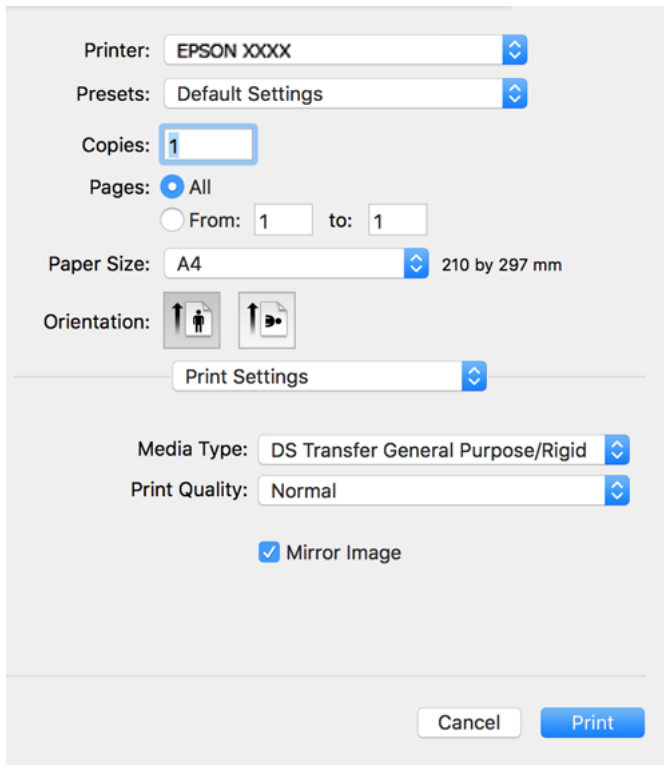 Printer: EPSON XXXX
Presets: Default Settings
Copies: 1
Pages: All
From: 1 to: 1
Paper Size: A4 210 by 297 mm
Orientation:
Print Settings
Media Type: DS Transfer General Purpose/Rigid
Print Quality: Normal
Mirror Image
Cancel Print